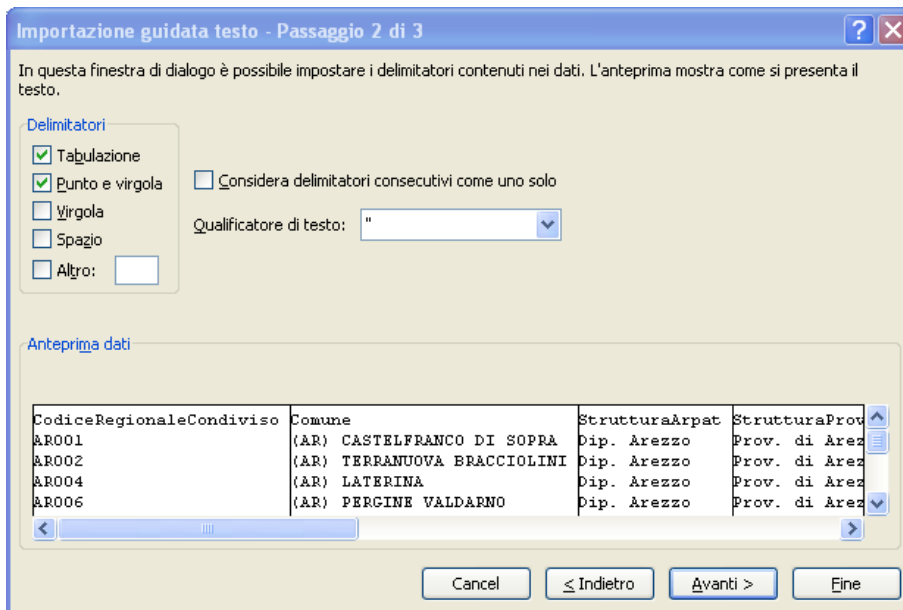 Importazione guidata testo - Passaggio 2 di 3
In questa finestra di dialogo è possibile impostare i delimitatori contenuti nei dati. L'anteprima mostra come si presenta il
testo.
Delimitatori
Tabulazione
Punto e virgola
Considera delimitatori consecutivi come uno solo
Virgola
Qualificatore di testo: "
Spazio
Altro:
Anteprima dati
CodiceRegionaleCondiviso Comune StrutturaArpat StrutturaProv
AR001 (AR) CASTELFRANCO DI SOPRA Dip. Arezzo Prov. di Arez
AR002 (AR) TERRANUOVA BRACCIOLINI Dip. Arezzo Prov. di Arez
AR004 (AR) LATERINA Dip. Arezzo Prov. di Arez
AR006 (AR) PERGINE VALDARNO Dip. Arezzo Prov. di Arez
Cancel < Indietro Avanti > Fine